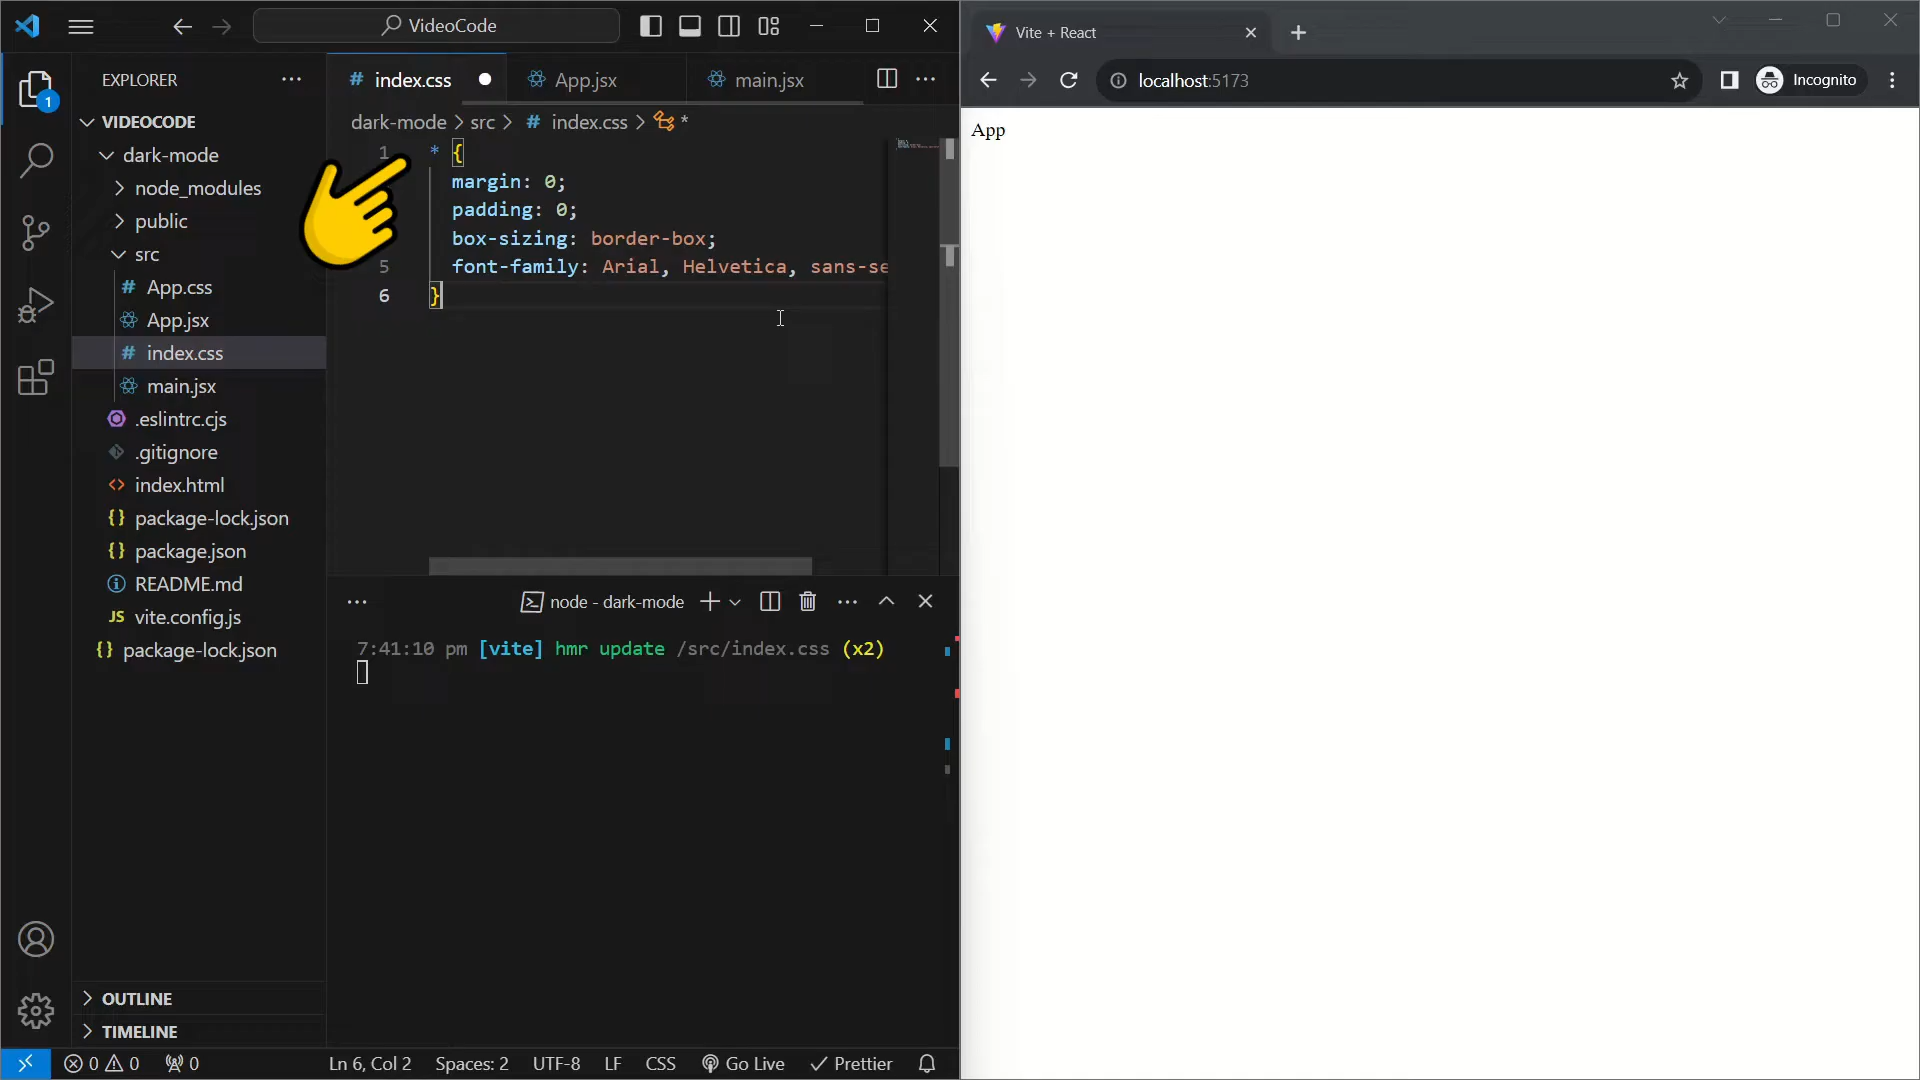 VideoCode
EXPLORER
1
VIDEOCODE
dark-mode
node_modules
public
src
# App.css
App.jsx
# index.css
main.jsx
.eslintrc.cjs
.gitignore
<> index.html
{} package-lock.json
{} package.json
README.md
JS vite.config.js
{} package-lock.json
OUTLINE
TIMELINE
# index.css
App.jsx
main.jsx
dark-mode > src > # index.css > *
1 * {
margin: 0;
padding: 0;
box-sizing: border-box;
5 font-family: Arial, Helvetica, sans-se
6 }
node - dark-mode
7:41:10 pm [vite] hmr update /src/index.css (x2)
0 0 0 Ln 6, Col 2 Spaces: 2 UTF-8 LF CSS Go Live Prettier
Vite + React
localhost:5173
Incognito
App